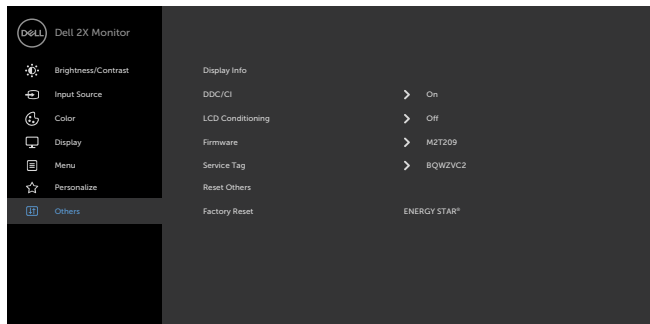 DELL Dell 2X Monitor
Brightness/Contrast
Input Source
Color
Display
Menu
Personalize
Others
Display Info
DDC/CI On
LCD Conditioning Off
Firmware M2T209
Service Tag BQWZVC2
Reset Others
Factory Reset ENERGY STAR®